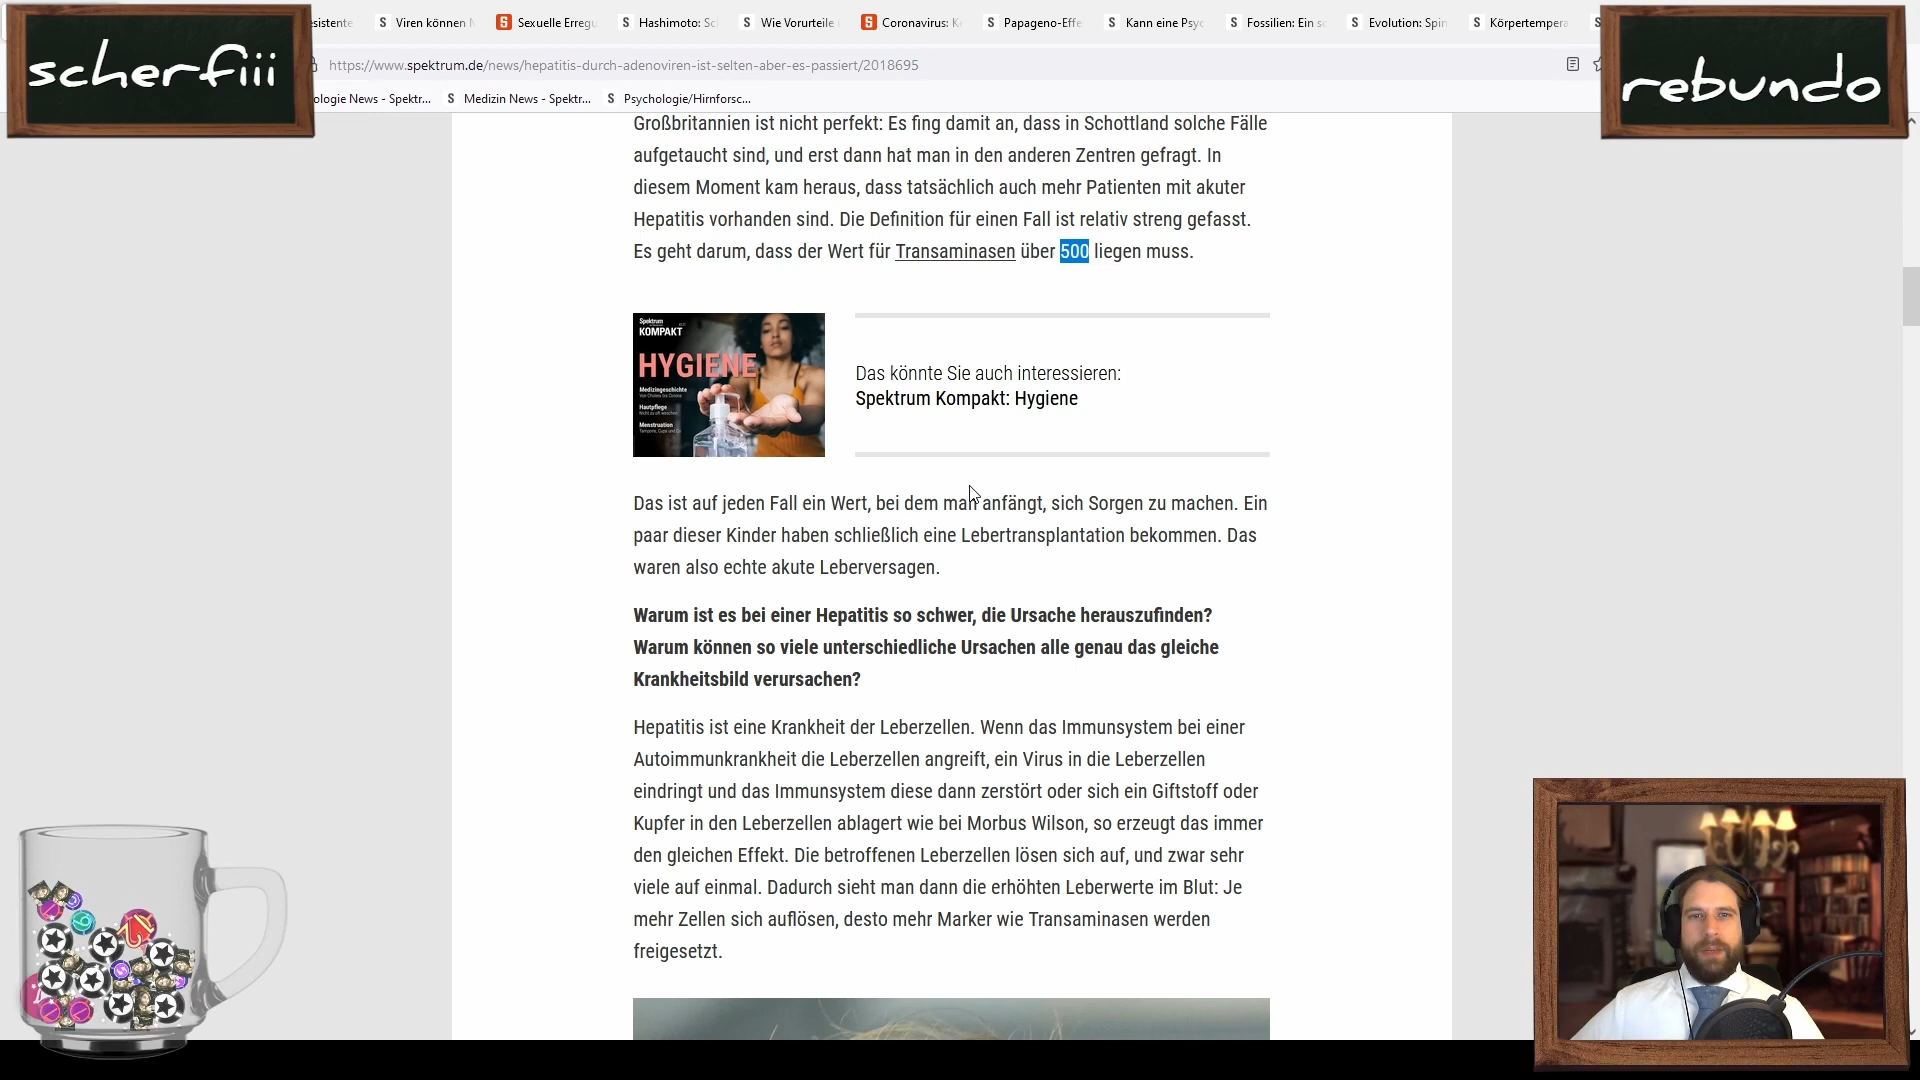 scherfiii
rebundo
esistente
Viren können
Sexuelle Erregu
Hashimoto: Sc
Wie Vorurteile
Coronavirus: K
Papageno-Effe
Kann eine Psyc
Fossilien: Ein s
Evolution: Spin
Körpertempera
https://www.spektrum.de/news/hepatitis-durch-adenoviren-ist-selten-aber-es-passiert/2018695
ologie News - Spektr...
Medizin News - Spektr...
Psychologie/Hirnforsc...
Großbritannien ist nicht perfekt: Es fing damit an, dass in Schottland solche Fälle
aufgetaucht sind, und erst dann hat man in den anderen Zentren gefragt. In
diesem Moment kam heraus, dass tatsächlich auch mehr Patienten mit akuter
Hepatitis vorhanden sind. Die Definition für einen Fall ist relativ streng gefasst.
Es geht darum, dass der Wert für Transaminasen über 500 liegen muss.
Spektrum
KOMPAKT
HYGIENE
Medizingeschichte
Hautpflege
Menstruation
Das könnte Sie auch interessieren:
Spektrum Kompakt: Hygiene
Das ist auf jeden Fall ein Wert, bei dem man anfängt, sich Sorgen zu machen. Ein
paar dieser Kinder haben schließlich eine Lebertransplantation bekommen. Das
waren also echte akute Leberversagen.
Warum ist es bei einer Hepatitis so schwer, die Ursache herauszufinden?
Warum können so viele unterschiedliche Ursachen alle genau das gleiche
Krankheitsbild verursachen?
Hepatitis ist eine Krankheit der Leberzellen. Wenn das Immunsystem bei einer
Autoimmunkrankheit die Leberzellen angreift, ein Virus in die Leberzellen
eindringt und das Immunsystem diese dann zerstört oder sich ein Giftstoff oder
Kupfer in den Leberzellen ablagert wie bei Morbus Wilson, so erzeugt das immer
den gleichen Effekt. Die betroffenen Leberzellen lösen sich auf, und zwar sehr
viele auf einmal. Dadurch sieht man dann die erhöhten Leberwerte im Blut: Je
mehr Zellen sich auflösen, desto mehr Marker wie Transaminasen werden
freigesetzt.